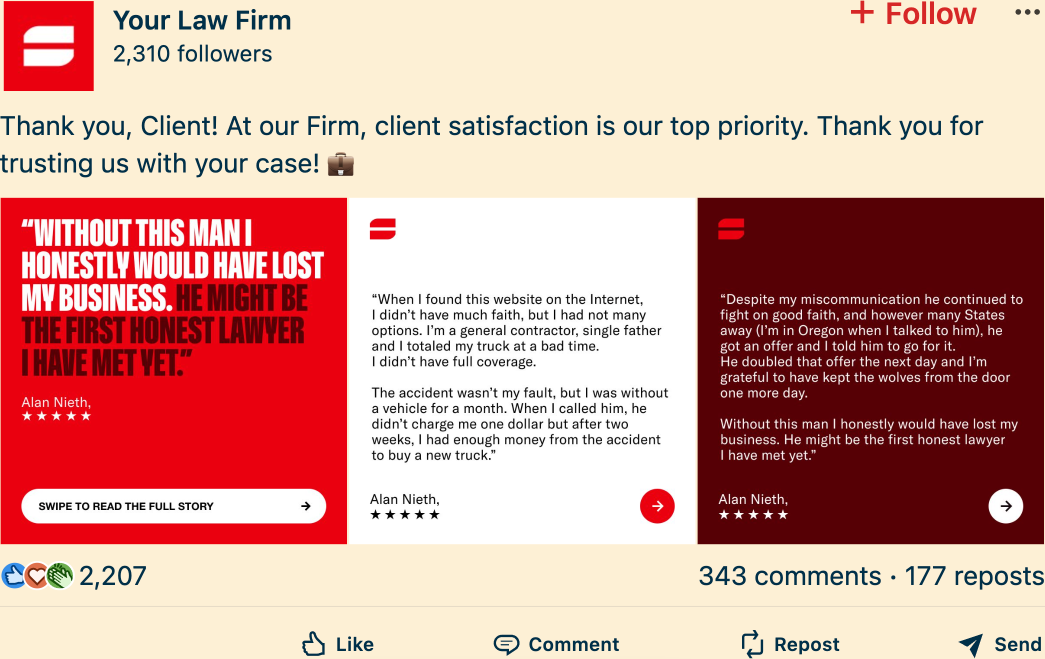 Your Law Firm
2,310 followers
+ Follow
Thank you, Client! At our Firm, client satisfaction is our top priority. Thank you for
trusting us with your case! 💼
“WITHOUT THIS MAN I
HONESTLY WOULD HAVE LOST
MY BUSINESS. HE MIGHT BE
THE FIRST HONEST LAWYER
I HAVE MET YET.”
Alan Nieth,
★★★★★
SWIPE TO READ THE FULL STORY →
“When I found this website on the Internet,
I didn’t have much faith, but I had not many
options. I’m a general contractor, single father
and I totaled my truck at a bad time.
I didn’t have full coverage.
The accident wasn’t my fault, but I was without
a vehicle for a month. When I called him, he
didn’t charge me one dollar but after two
weeks, I had enough money from the accident
to buy a new truck.”
Alan Nieth,
★★★★★
“Despite my miscommunication he continued to
fight on good faith, and however many States
away (I’m in Oregon when I talked to him), he
got an offer and I told him to go for it.
He doubled that offer the next day and I’m
grateful to have kept the wolves from the door
one more day.
Without this man I honestly would have lost my
business. He might be the first honest lawyer
I have met yet.”
Alan Nieth,
★★★★★
2,207
343 comments · 177 reposts
Like
Comment
Repost
Send